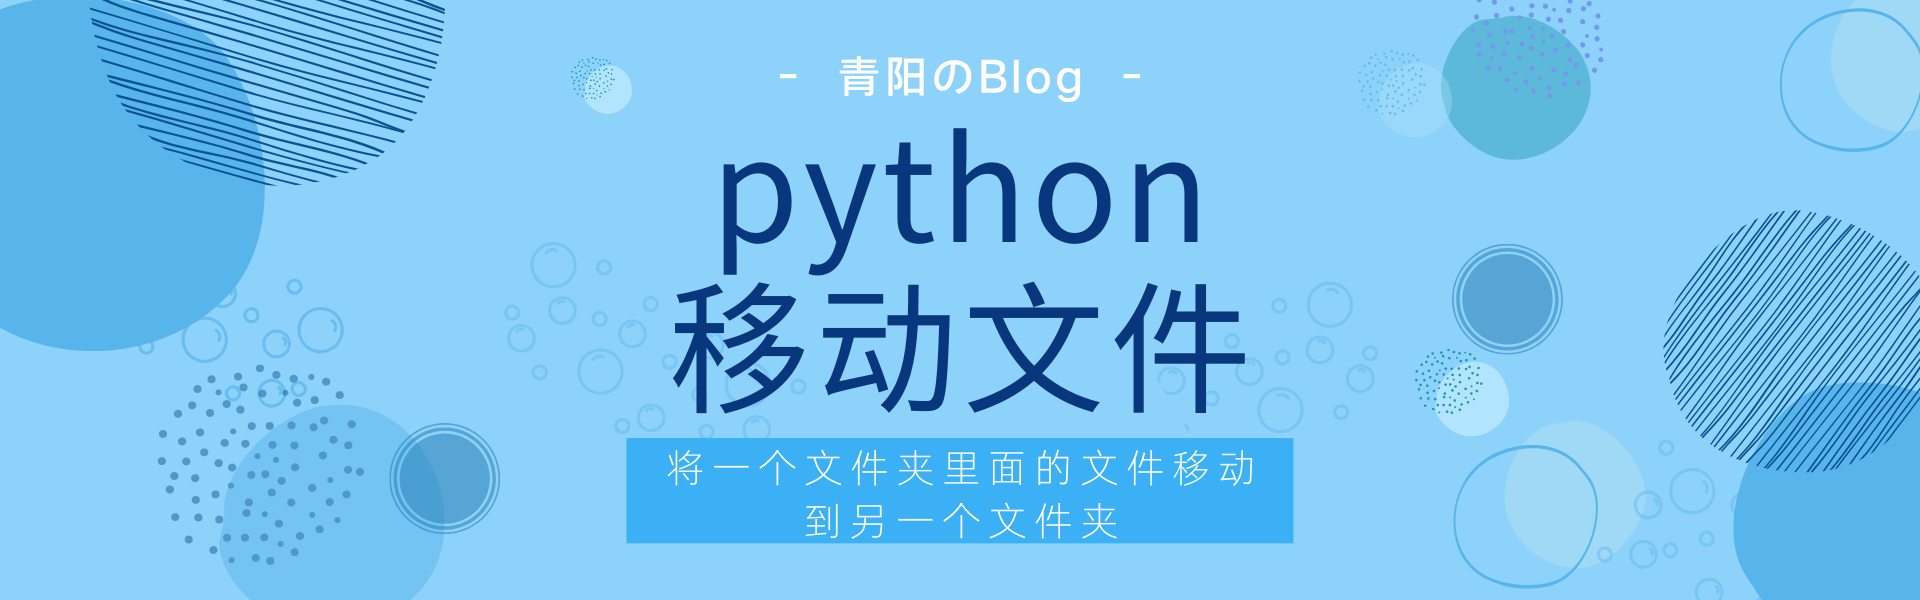 - 青阳のBlog -
python
移动文件
将一个文件夹里面的文件移动
到另一个文件夹